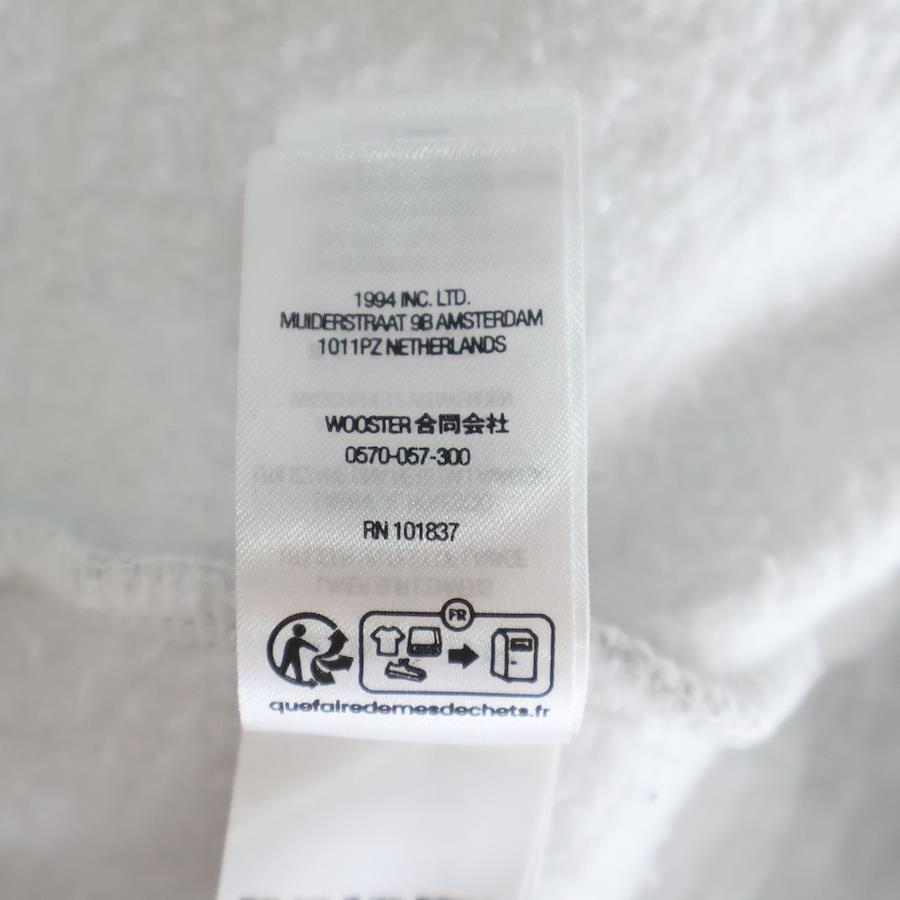 1994 INC. LTD.
MUIDERSTRAAT 9B AMSTERDAM
1011PZ NETHERLANDS
WOOSTER 合同会社
0570-057-300
RN 101837
FR
quefairedemesdechets.fr